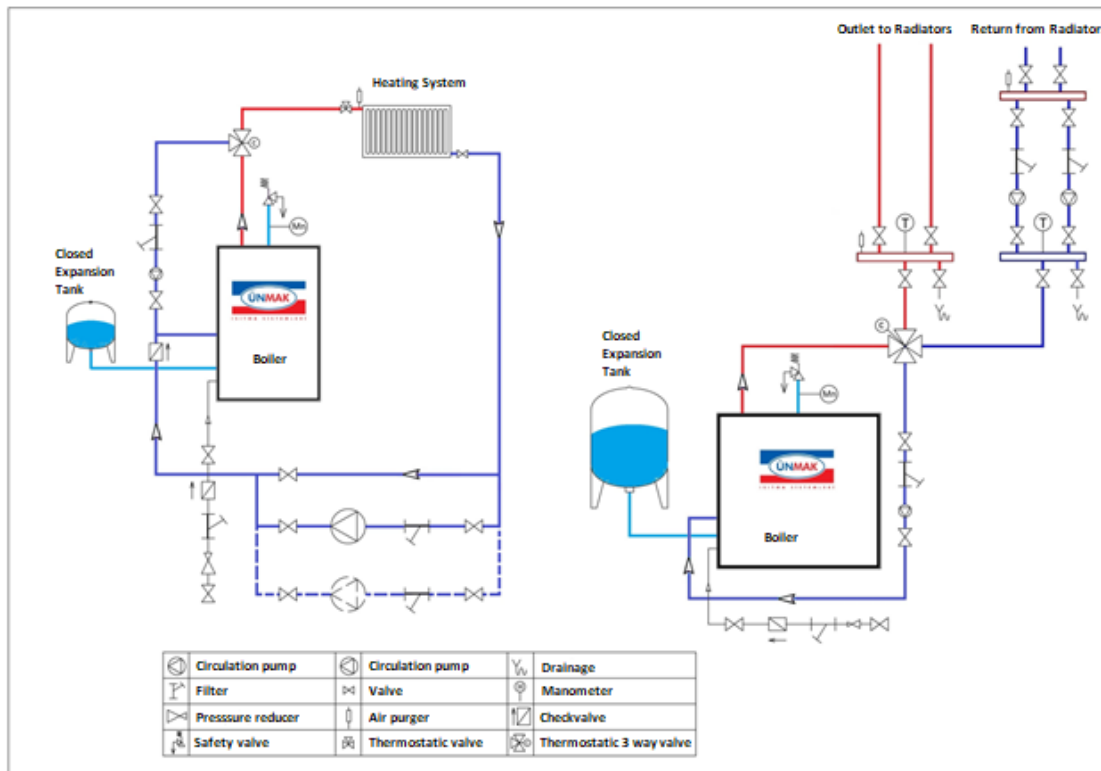 Outlet to Radiators
Return from Radiator
Heating System
Closed
Expansion
Tank
C
Mn
ÜNMAK
Boiler
T
T
Closed
Expansion
Tank
C
Mn
ÜNMAK
Boiler
Circulation pump
Circulation pump
Drainage
Filter
Valve
Manometer
Presssure reducer
Air purger
Checkvalve
Safety valve
Thermostatic valve
Thermostatic 3 way valve